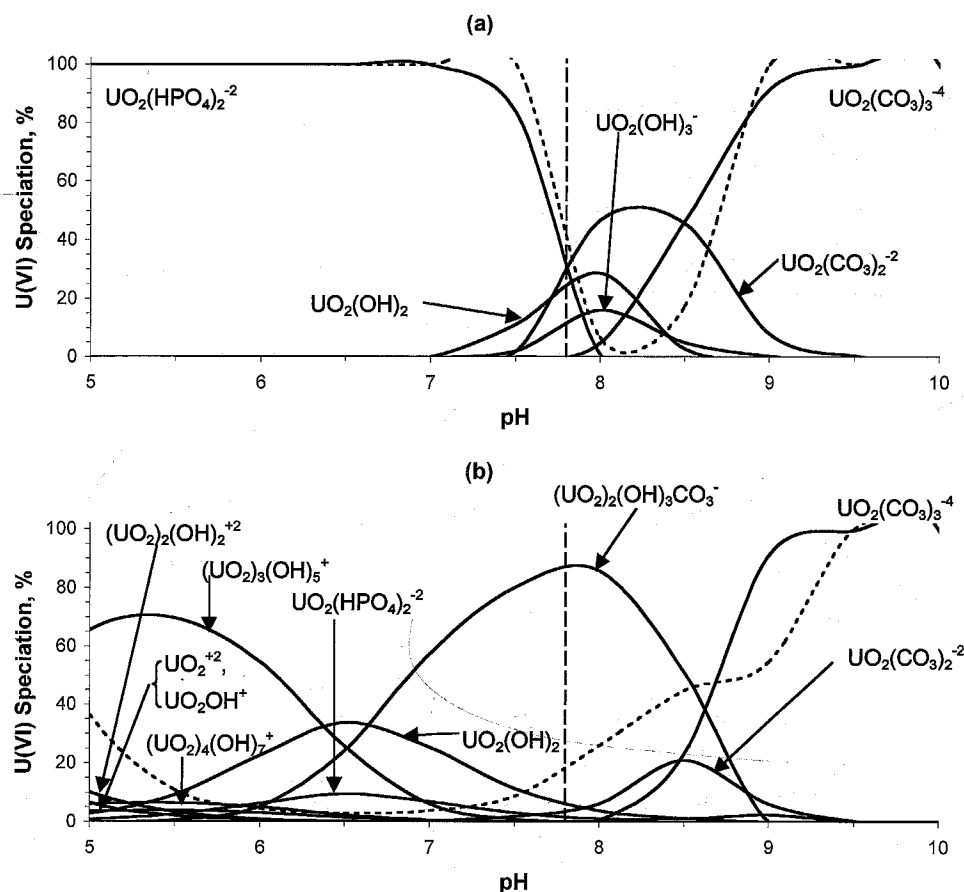 (a)
100
80
60
40
20
0
U(VI) Speciation, %
UO₂(HPO₄)₂⁻²
UO₂(OH)₃⁻
UO₂(CO₃)₃⁻⁴
UO₂(OH)₂
UO₂(CO₃)₂⁻²
5 6 7 8 9 10
pH
(b)
100
80
60
40
20
0
U(VI) Speciation, %
(UO₂)₂(OH)₂⁺²
(UO₂)₃(OH)₅⁺
UO₂(HPO₄)₂⁻²
UO₂⁺²,
UO₂OH⁺
(UO₂)₄(OH)₇⁺
(UO₂)₂(OH)₃CO₃⁻
UO₂(CO₃)₃⁻⁴
UO₂(CO₃)₂⁻²
UO₂(OH)₂
5 6 7 8 9 10
pH